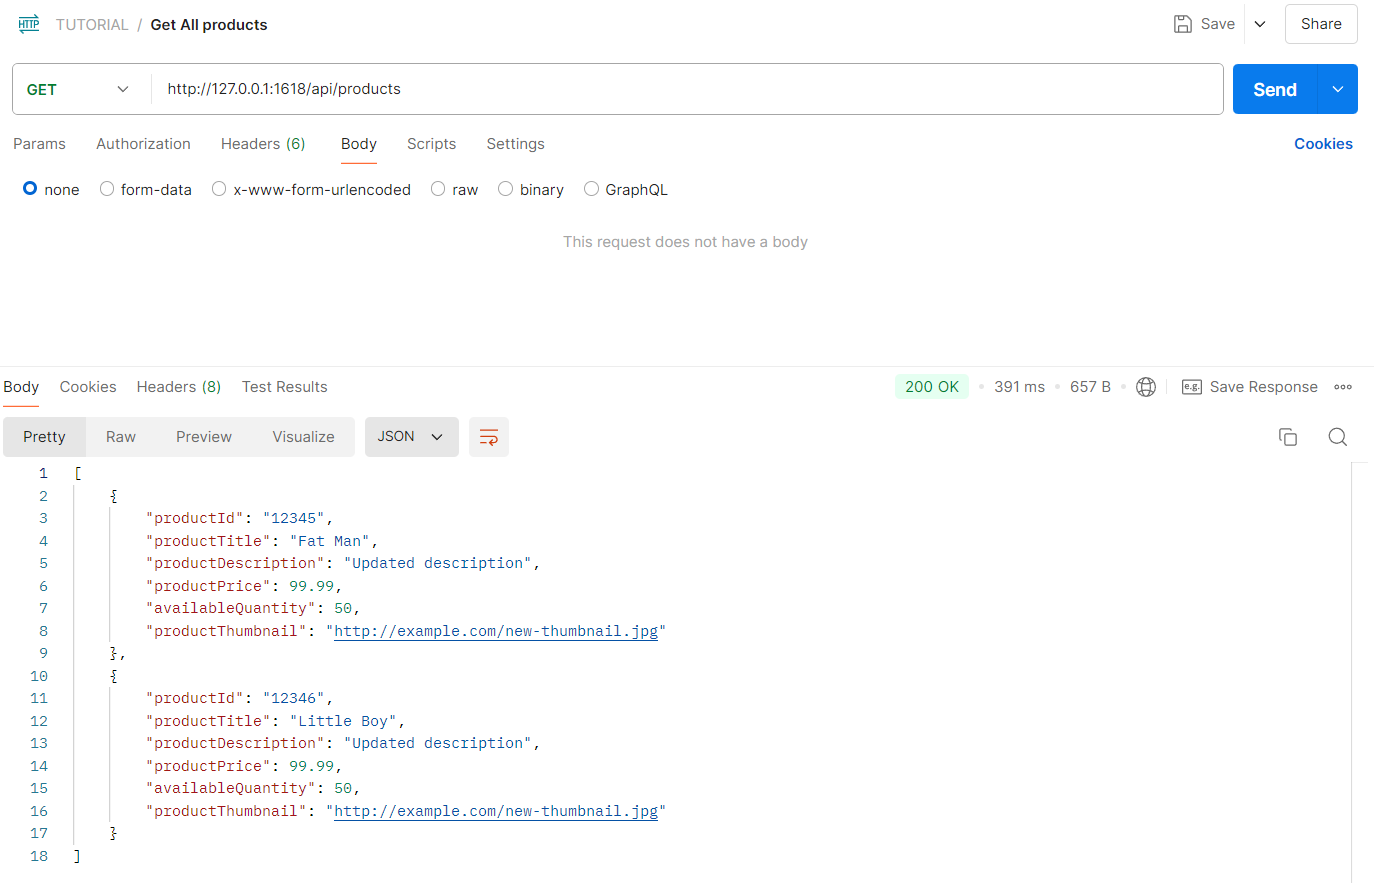 HTTP TUTORIAL / Get All products Save Share
GET http://127.0.0.1:1618/api/products Send
Params Authorization Headers (6) Body Scripts Settings Cookies
none form-data x-www-form-urlencoded raw binary GraphQL
This request does not have a body
Body Cookies Headers (8) Test Results 200 OK • 391 ms • 657 B • e.g. Save Response
Pretty Raw Preview Visualize JSON
1 [
2 {
3 "productId": "12345",
4 "productTitle": "Fat Man",
5 "productDescription": "Updated description",
6 "productPrice": 99.99,
7 "availableQuantity": 50,
8 "productThumbnail": "http://example.com/new-thumbnail.jpg"
9 },
10 {
11 "productId": "12346",
12 "productTitle": "Little Boy",
13 "productDescription": "Updated description",
14 "productPrice": 99.99,
15 "availableQuantity": 50,
16 "productThumbnail": "http://example.com/new-thumbnail.jpg"
17 }
18 ]